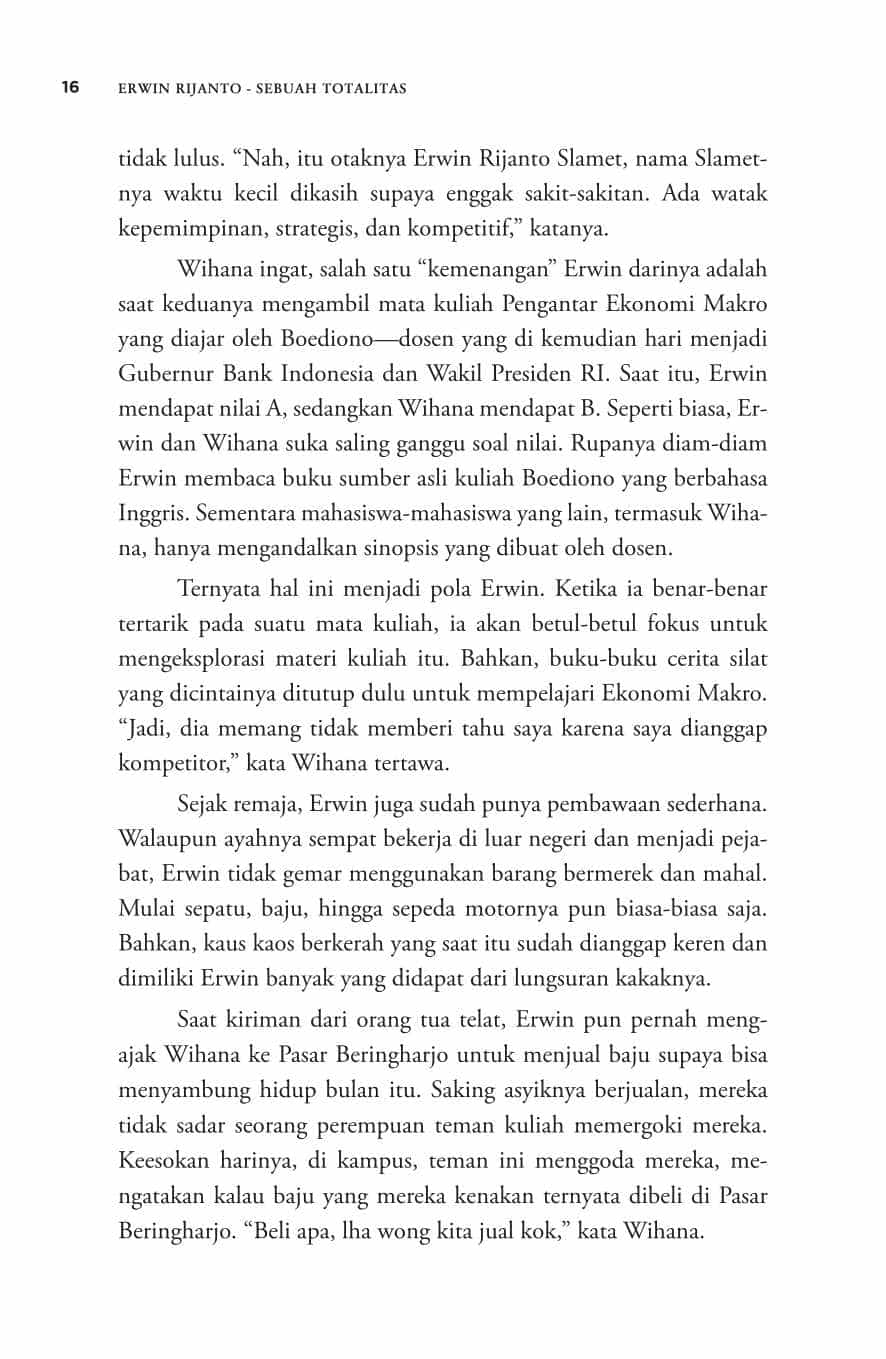 16 ERWIN RIJANTO - SEBUAH TOTALITAS
tidak lulus. “Nah, itu otaknya Erwin Rijanto Slamet, nama Slamet-
nya waktu kecil dikasih supaya enggak sakit-sakitan. Ada watak
kepemimpinan, strategis, dan kompetitif,” katanya.
Wihana ingat, salah satu “kemenangan” Erwin darinya adalah
saat keduanya mengambil mata kuliah Pengantar Ekonomi Makro
yang diajar oleh Boediono—dosen yang di kemudian hari menjadi
Gubernur Bank Indonesia dan Wakil Presiden RI. Saat itu, Erwin
mendapat nilai A, sedangkan Wihana mendapat B. Seperti biasa, Er-
win dan Wihana suka saling ganggu soal nilai. Rupanya diam-diam
Erwin membaca buku sumber asli kuliah Boediono yang berbahasa
Inggris. Sementara mahasiswa-mahasiswa yang lain, termasuk Wiha-
na, hanya mengandalkan sinopsis yang dibuat oleh dosen.
Ternyata hal ini menjadi pola Erwin. Ketika ia benar-benar
tertarik pada suatu mata kuliah, ia akan betul-betul fokus untuk
mengeksplorasi materi kuliah itu. Bahkan, buku-buku cerita silat
yang dicintainya ditutup dulu untuk mempelajari Ekonomi Makro.
“Jadi, dia memang tidak memberi tahu saya karena saya dianggap
kompetitor,” kata Wihana tertawa.
Sejak remaja, Erwin juga sudah punya pembawaan sederhana.
Walaupun ayahnya sempat bekerja di luar negeri dan menjadi peja-
bat, Erwin tidak gemar menggunakan barang bermerek dan mahal.
Mulai sepatu, baju, hingga sepeda motornya pun biasa-biasa saja.
Bahkan, kaus kaos berkerah yang saat itu sudah dianggap keren dan
dimiliki Erwin banyak yang didapat dari lungsuran kakaknya.
Saat kiriman dari orang tua telat, Erwin pun pernah meng-
ajak Wihana ke Pasar Beringharjo untuk menjual baju supaya bisa
menyambung hidup bulan itu. Saking asyiknya berjualan, mereka
tidak sadar seorang perempuan teman kuliah memergoki mereka.
Keesokan harinya, di kampus, teman ini menggoda mereka, me-
ngatakan kalau baju yang mereka kenakan ternyata dibeli di Pasar
Beringharjo. “Beli apa, lha wong kita jual kok,” kata Wihana.